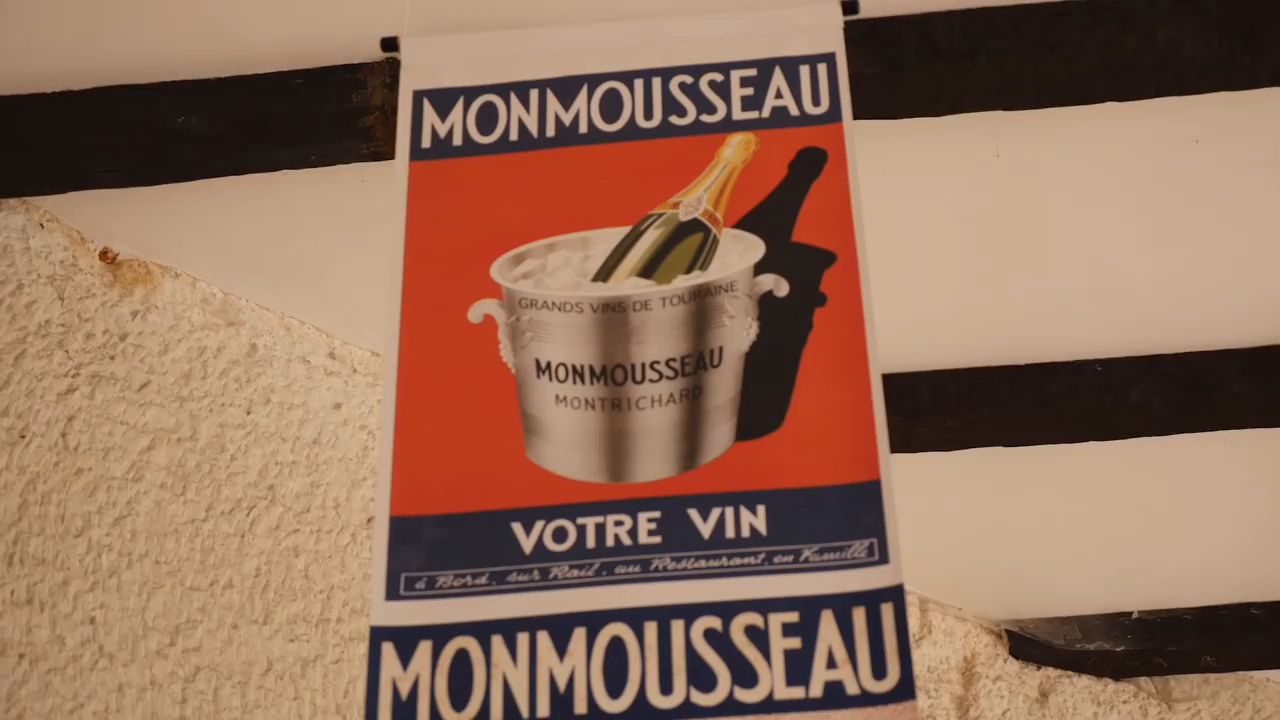 MONMOUSSEAU
GRANDS VINS DE TOURAINE
MONMOUSSEAU
MONTRICHARD
VOTRE VIN
à Bord, sur Rail, au Restaurant, en Famille
MONMOUSSEAU